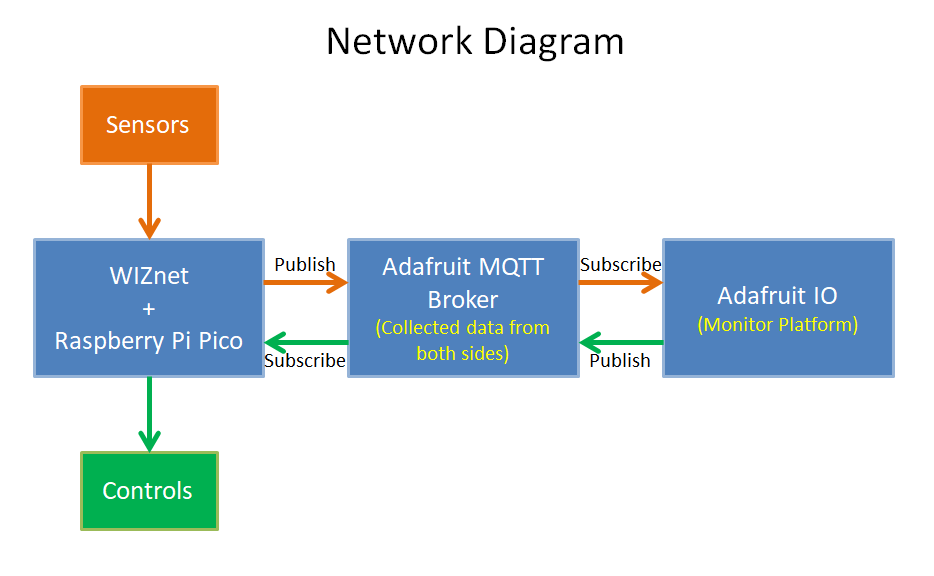 Network Diagram
Sensors
WIZnet
+
Raspberry Pi Pico
Publish
Subscribe
Adafruit MQTT
Broker
(Collected data from
both sides)
Subscribe
Publish
Adafruit IO
(Monitor Platform)
Controls